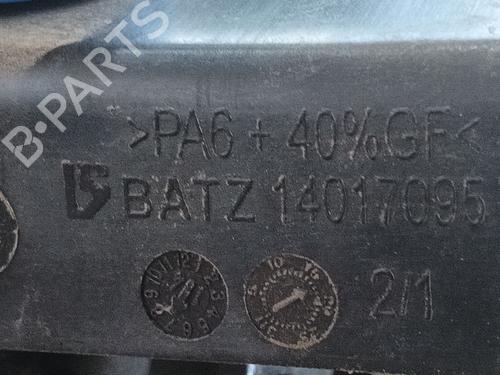 B-PARTS
>PA6 + 40%GF<
BATZ 14017095
2/1